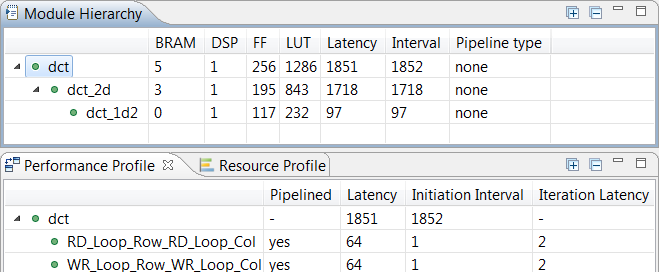 Module Hierarchy
BRAM DSP FF LUT Latency Interval Pipeline type
dct 5 1 256 1286 1851 1852 none
dct_2d 3 1 195 843 1718 1718 none
dct_1d2 0 1 117 232 97 97 none
Performance Profile Resource Profile
Pipelined Latency Initiation Interval Iteration Latency
dct - 1851 1852 -
RD_Loop_Row_RD_Loop_Col yes 64 1 2
WR_Loop_Row_WR_Loop_Col yes 64 1 2